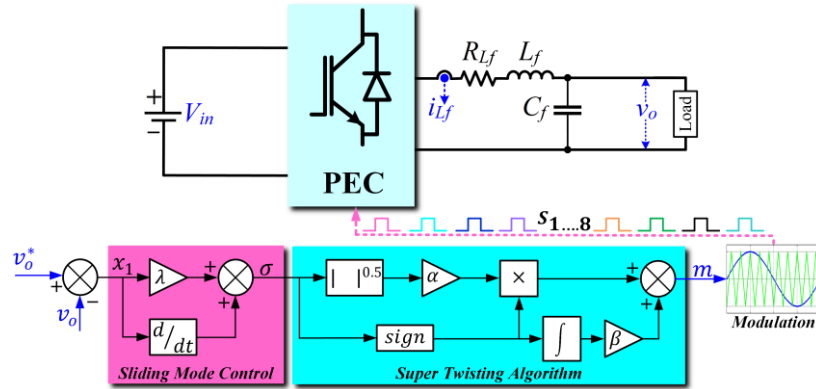 R_Lf L_f
+
−
V_in
i_Lf
C_f
v_o
Load
PEC
S_1....8
v_o^*
+
−
v_o
x_1
λ
d/dt
+
+
σ
| |^0.5
α
×
sign
∫
β
+
+
m
Modulation
Sliding Mode Control
Super Twisting Algorithm